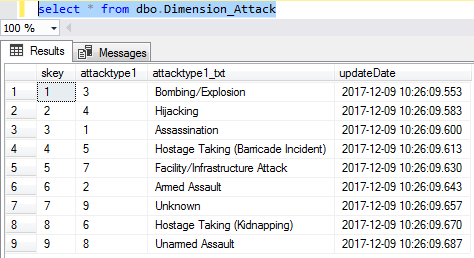 select * from dbo.Dimension_Attack
100 %
Results Messages
skey attacktype1 attacktype1_txt updateDate
1 1 3 Bombing/Explosion 2017-12-09 10:26:09.553
2 2 4 Hijacking 2017-12-09 10:26:09.583
3 3 1 Assassination 2017-12-09 10:26:09.600
4 4 5 Hostage Taking (Barricade Incident) 2017-12-09 10:26:09.613
5 5 7 Facility/Infrastructure Attack 2017-12-09 10:26:09.630
6 6 2 Armed Assault 2017-12-09 10:26:09.643
7 7 9 Unknown 2017-12-09 10:26:09.657
8 8 6 Hostage Taking (Kidnapping) 2017-12-09 10:26:09.670
9 9 8 Unarmed Assault 2017-12-09 10:26:09.687